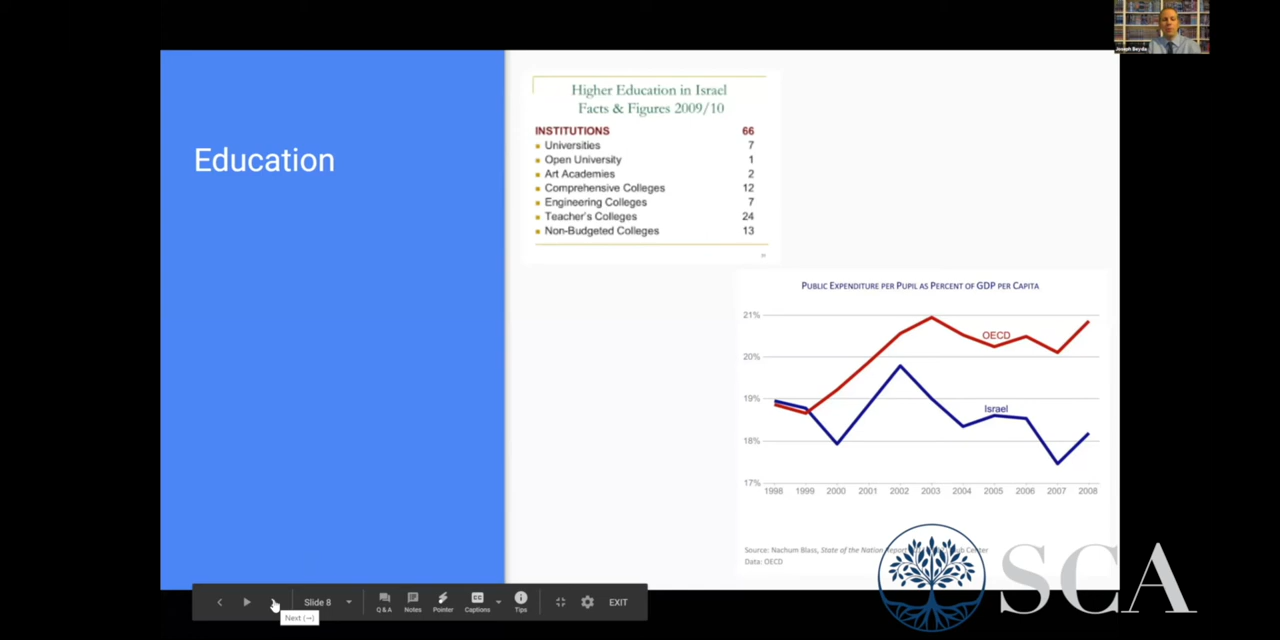 Joseph Beyda
Education
Higher Education in Israel
Facts & Figures 2009/10
INSTITUTIONS 66
Universities 7
Open University 1
Art Academies 2
Comprehensive Colleges 12
Engineering Colleges 7
Teacher's Colleges 24
Non-Budgeted Colleges 13
PUBLIC EXPENDITURE PER PUPIL AS PERCENT OF GDP PER CAPITA
21%
20%
19%
18%
17%
OECD
Israel
1998 1999 2000 2001 2002 2003 2004 2005 2006 2007 2008
Source: Nachum Blass, State of the Nation Report
Data: OECD
SCA
Slide 8
Q & A
Notes
Pointer
CC
Captions
Tips
EXIT
Next (→)